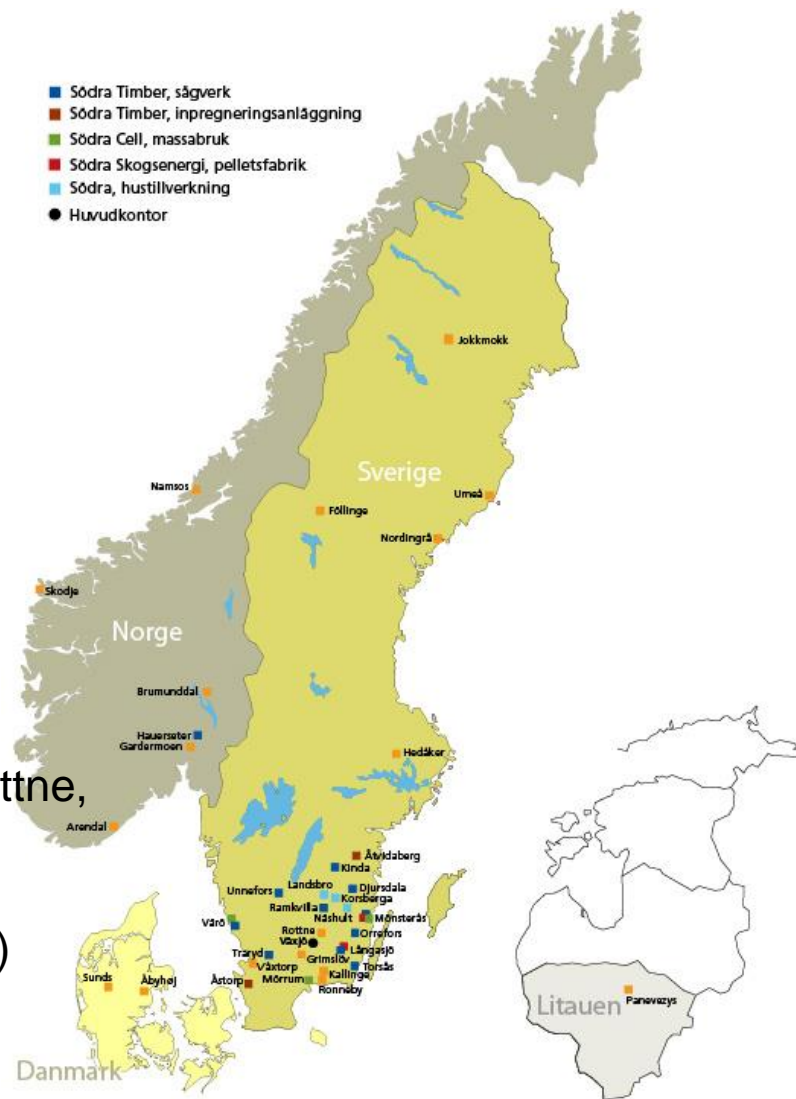 Södra Timber, sågverk
Södra Timber, inpregneringsanläggning
Södra Cell, massabruk
Södra Skogsenergi, pelletsfabrik
Södra, hustillverkning
Huvudkontor
Jokkmokk
Sverige
Namsos
Umeå
Föllinge
Nordingrå
Skodje
Norge
Brumunddal
Hauerseter
Gardermoen
Hedåker
ttne,
Arendal
Åtvidaberg
Kinda
Landsbro
Djursdala
Unnefors
Korsberga
Ramkvilla
Näshult
Mönsterås
Värö
Rottne
Orrefors
Växjö
Långasjö
Traryd
Grimslöv
)
Växtorp
Torsås
Kallinge
Sunds
Åbyhøj
Åstorp
Mörrum
Ronneby
Litauen
Panevezys
Danmark